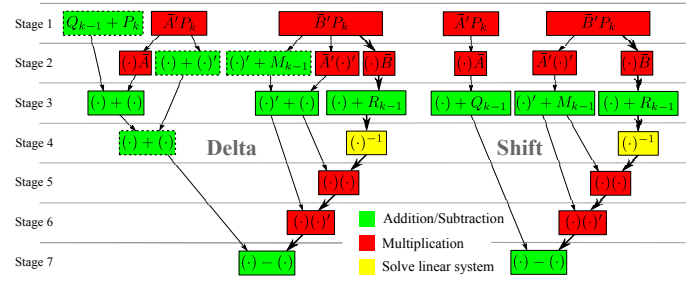 Stage 1 Q_{k−1} + P_k Ā′P_k B̄′P_k Ā′P_k B̄′P_k
Stage 2 (·)Ā (·) + (·)′ (·)′ + M_{k−1} Ā′(·)′ (·)B̄ (·)Ā A′(·)′ (·)B̄
Stage 3 (·) + (·) (·)′ + (·) (·) + R_{k−1} (·) + Q_{k−1} (·)′ + M_{k−1} (·) + R_{k−1}
Stage 4 (·) + (·) Delta (·)^{−1} Shift (·)^{−1}
Stage 5 (·)(·) (·)(·)
Stage 6 (·)(·)′ (·)(·)′
Addition/Subtraction
Multiplication
Solve linear system
Stage 7 (·) − (·) (·) − (·)